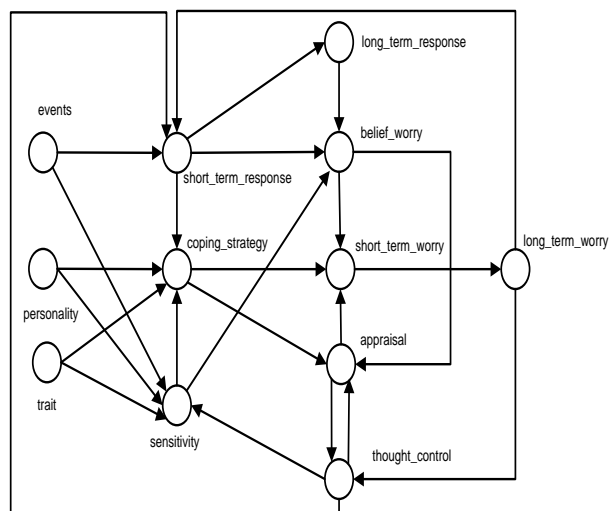 long_term_response
events
belief_worry
short_term_response
coping_strategy
short_term_worry
long_term_worry
personality
appraisal
trait
sensitivity
thought_control